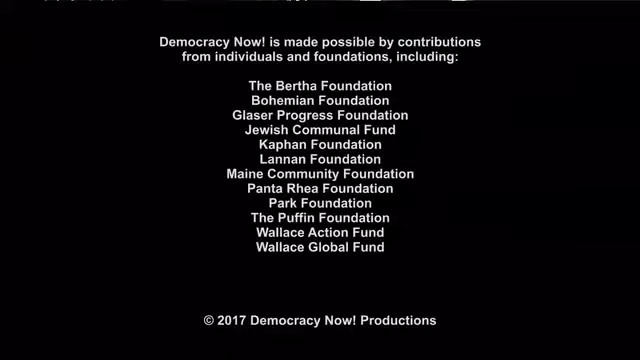 Democracy Now! is made possible by contributions
from individuals and foundations, including:
The Bertha Foundation
Bohemian Foundation
Glaser Progress Foundation
Jewish Communal Fund
Kaphan Foundation
Lannan Foundation
Maine Community Foundation
Panta Rhea Foundation
Park Foundation
The Puffin Foundation
Wallace Action Fund
Wallace Global Fund
© 2017 Democracy Now! Productions